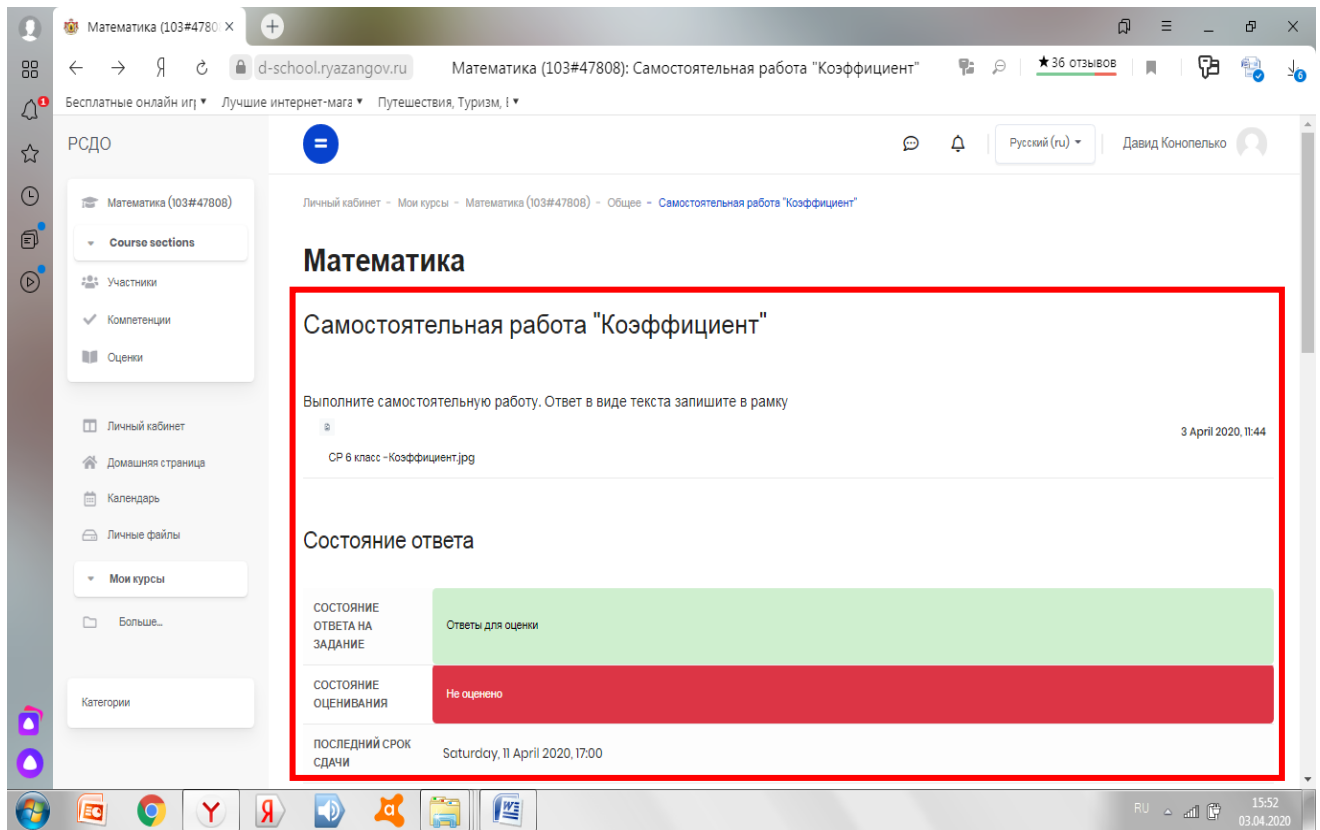 Математика (103#4780
d-school.ryazangov.ru
Математика (103#47808): Самостоятельная работа "Коэффициент"
★36 отзывов
6
1
Бесплатные онлайн игр
Лучшие интернет-мага
Путешествия, Туризм, Е
РСДО
Русский (ru)
Давид Конопелько
Математика (103#47808)
Course sections
Участники
Компетенции
Оценки
Личный кабинет
Домашняя страница
Календарь
Личные файлы
Мои курсы
Больше...
Категории
Личный кабинет - Мои курсы - Математика (103#47808) - Общее - Самостоятельная работа "Коэффициент"
Математика
Самостоятельная работа "Коэффициент"
Выполните самостоятельную работу. Ответ в виде текста запишите в рамку
3 April 2020, 11:44
СР 6 класс -Коэффициент.jpg
Состояние ответа
СОСТОЯНИЕ
ОТВЕТА НА
ЗАДАНИЕ
Ответы для оценки
СОСТОЯНИЕ
ОЦЕНИВАНИЯ
Не оценено
ПОСЛЕДНИЙ СРОК
СДАЧИ
Saturday, 11 April 2020, 17:00
RU
15:52
03.04.2020